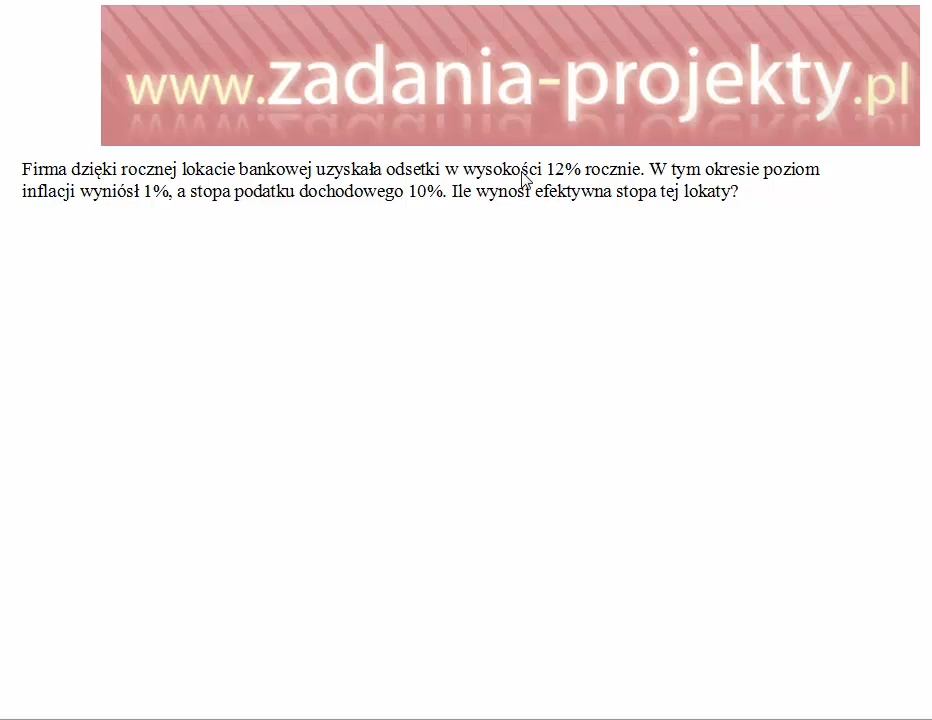 www.zadania-projekty.pl
Firma dzięki rocznej lokacie bankowej uzyskała odsetki w wysokości 12% rocznie. W tym okresie poziom
inflacji wyniósł 1%, a stopa podatku dochodowego 10%. Ile wynosi efektywna stopa tej lokaty?